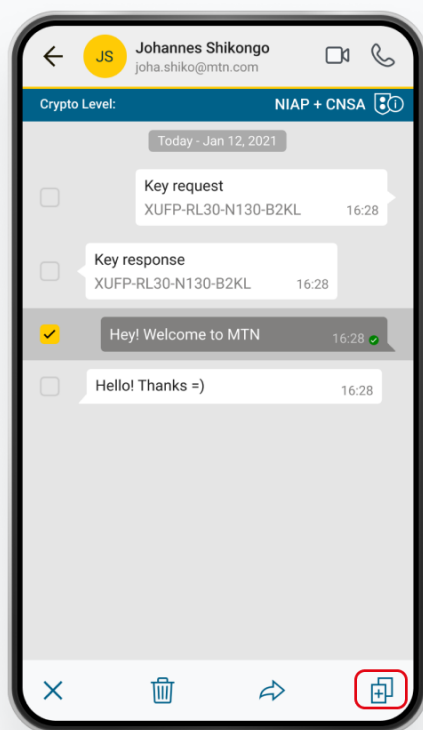 JS
Johannes Shikongo
joha.shiko@mtn.com
Crypto Level: NIAP + CNSA
Today - Jan 12, 2021
Key request
XUFP-RL30-N130-B2KL 16:28
Key response
XUFP-RL30-N130-B2KL 16:28
Hey! Welcome to MTN 16:28
Hello! Thanks =) 16:28